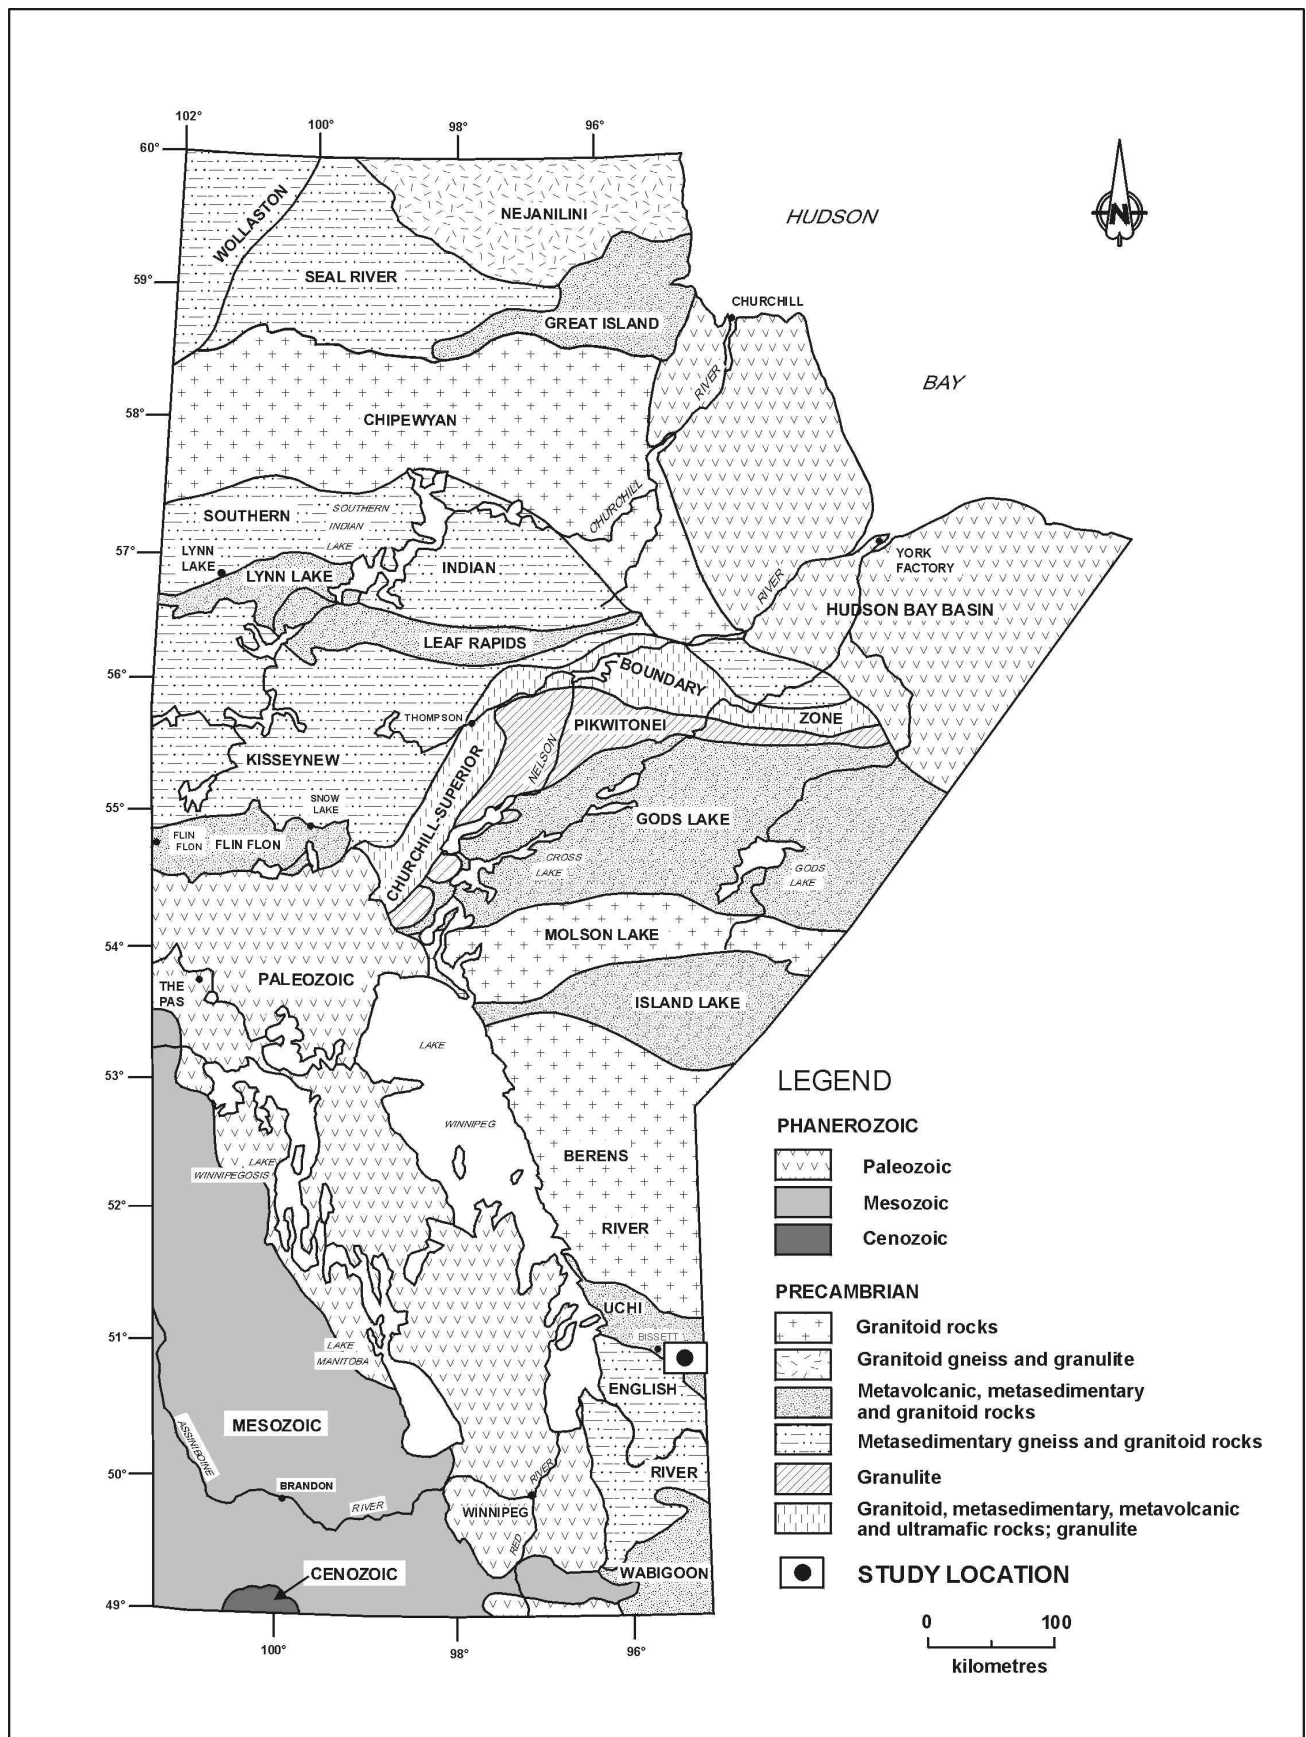 102°
100°
98°
96°
60°
NEJANILINI
HUDSON
N
WOLLASTON
SEAL RIVER
59°
CHURCHILL
GREAT ISLAND
RIVER
BAY
58°
CHIPEWYAN
CHURCHILL
SOUTHERN
SOUTHERN
INDIAN
LAKE
57°
LYNN
LAKE
LYNN LAKE
INDIAN
YORK
FACTORY
RIVER
HUDSON BAY BASIN
LEAF RAPIDS
56°
BOUNDARY
THOMPSON
PIKWITONEI
ZONE
KISSEYNEW
NELSON
CHURCHILL-SUPERIOR
55°
SNOW
LAKE
GODS LAKE
FLIN
FLON
FLIN FLON
CROSS
LAKE
GODS
LAKE
54°
MOLSON LAKE
PALEOZOIC
THE
PAS
ISLAND LAKE
LAKE
53°
LEGEND
PHANEROZOIC
WINNIPEG
BERENS
LAKE
WINNIPEGOSIS
Paleozoic
Mesozoic
52°
RIVER
Cenozoic
PRECAMBRIAN
UCHI
Granitoid rocks
51°
BISSETT
LAKE
MANITOBA
Granitoid gneiss and granulite
ENGLISH
Metavolcanic, metasedimentary
and granitoid rocks
MESOZOIC
ASSINIBOINE
Metasedimentary gneiss and granitoid rocks
50°
RIVER
RIVER
Granulite
BRANDON
RIVER
WINNIPEG
Granitoid, metasedimentary, metavolcanic
and ultramafic rocks; granulite
RED
CENOZOIC
WABIGOON
STUDY LOCATION
49°
0
100
kilometres
100°
98°
96°